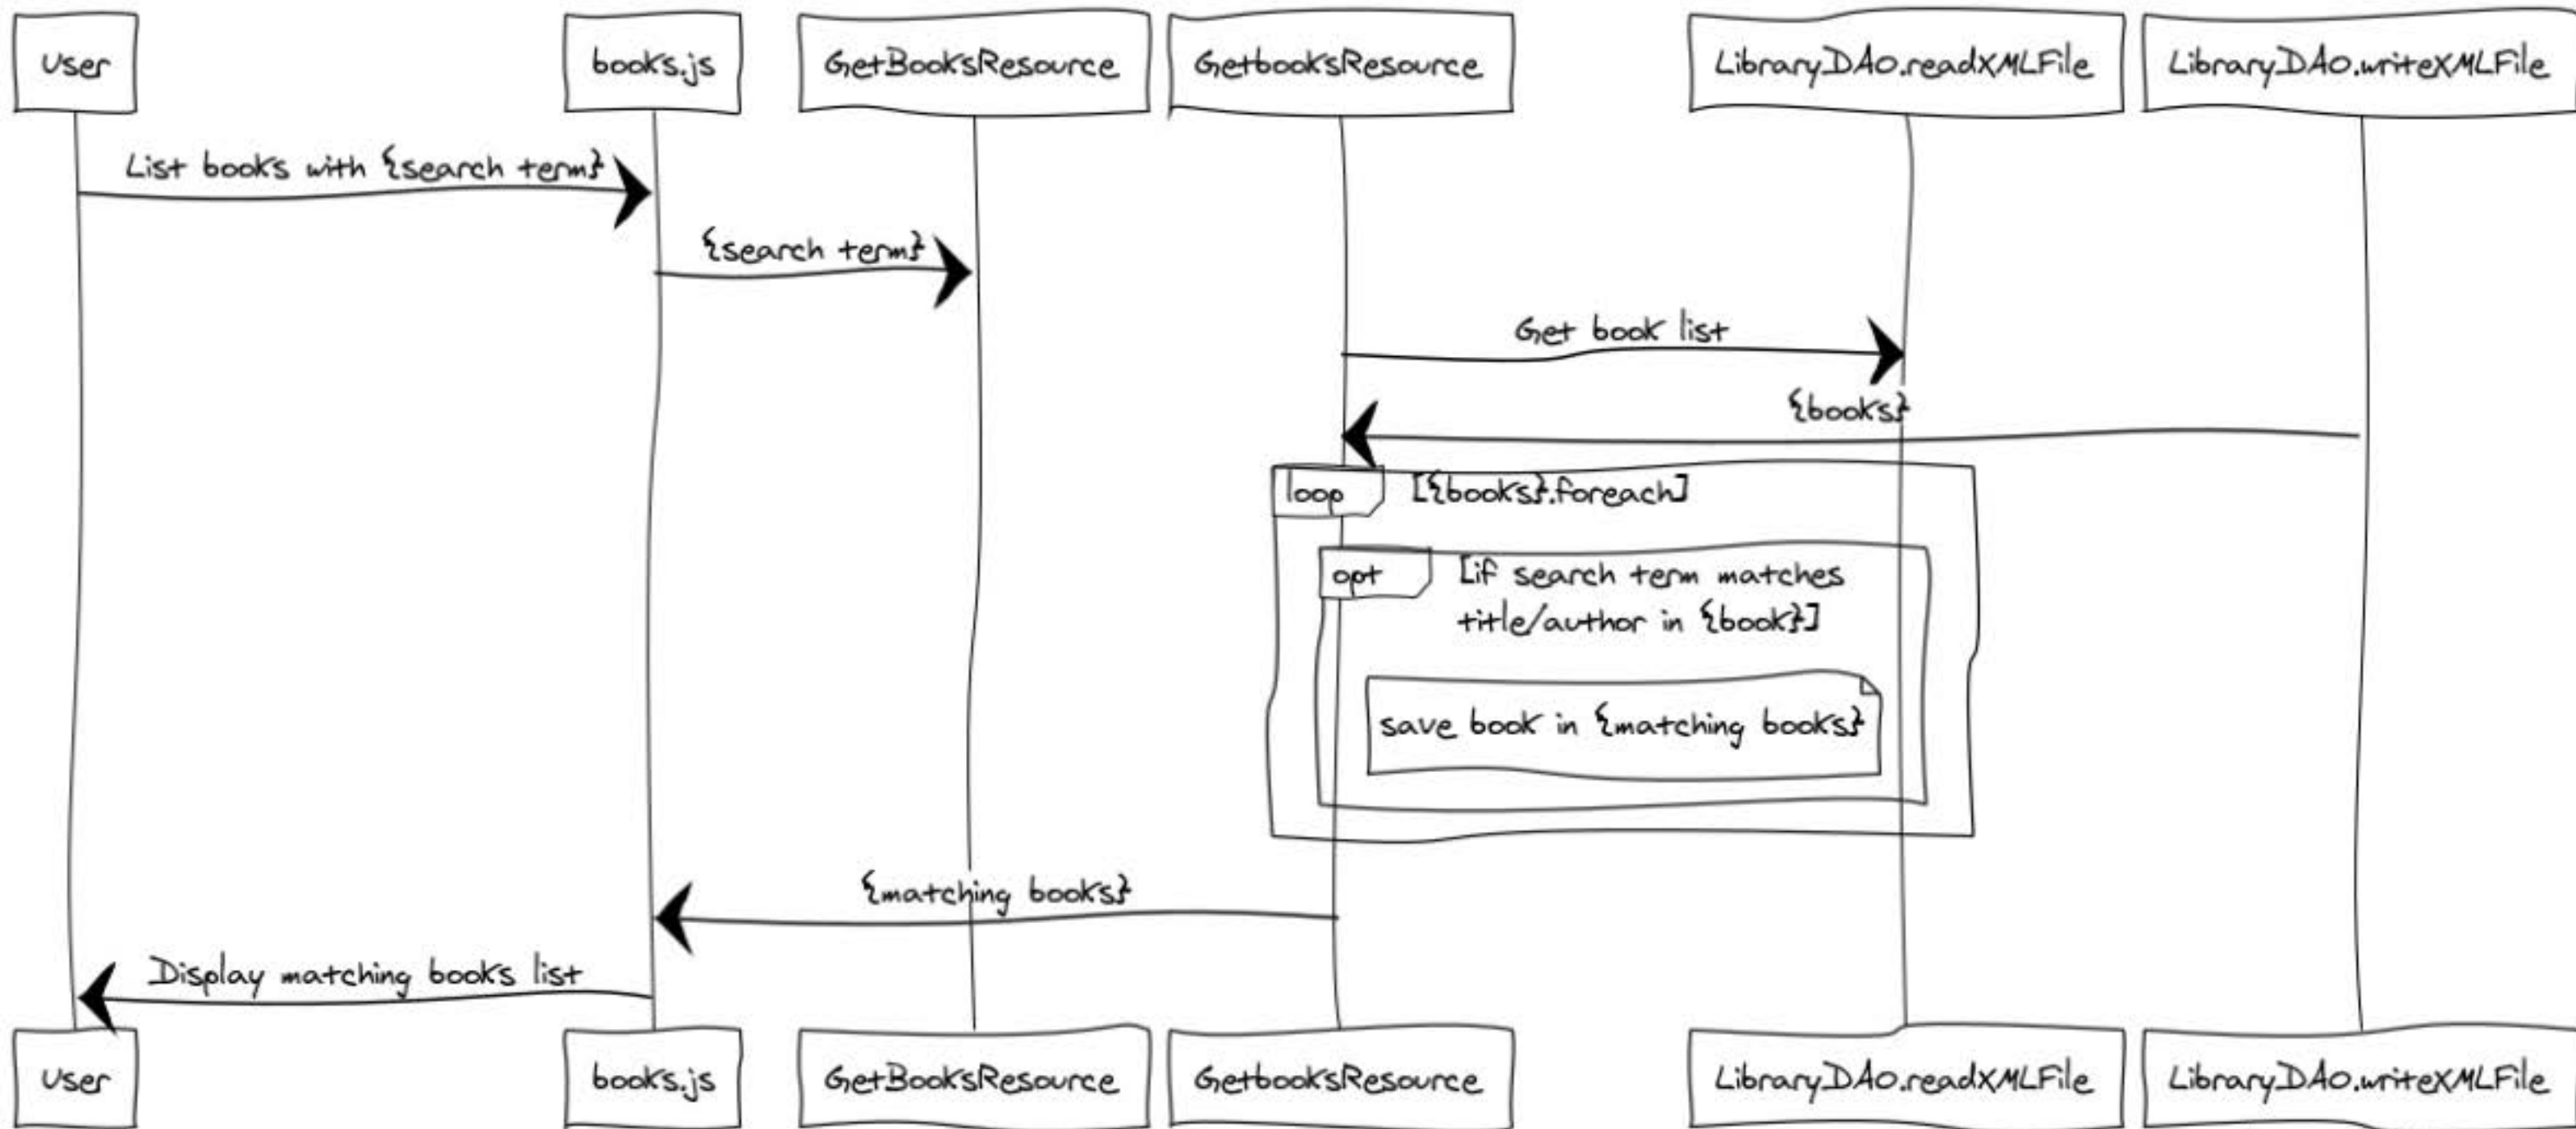 User
books.js
GetBooksResource
GetbooksResource
LibraryDAO.readXMLFile
LibraryDAO.writeXMLFile
List books with {search term}
{search term}
Get book list
{books}
loop
[{books}.foreach]
opt
[if search term matches
title/author in {book}]
save book in {matching books}
{matching books}
Display matching books list
User
books.js
GetBooksResource
GetbooksResource
LibraryDAO.readXMLFile
LibraryDAO.writeXMLFile